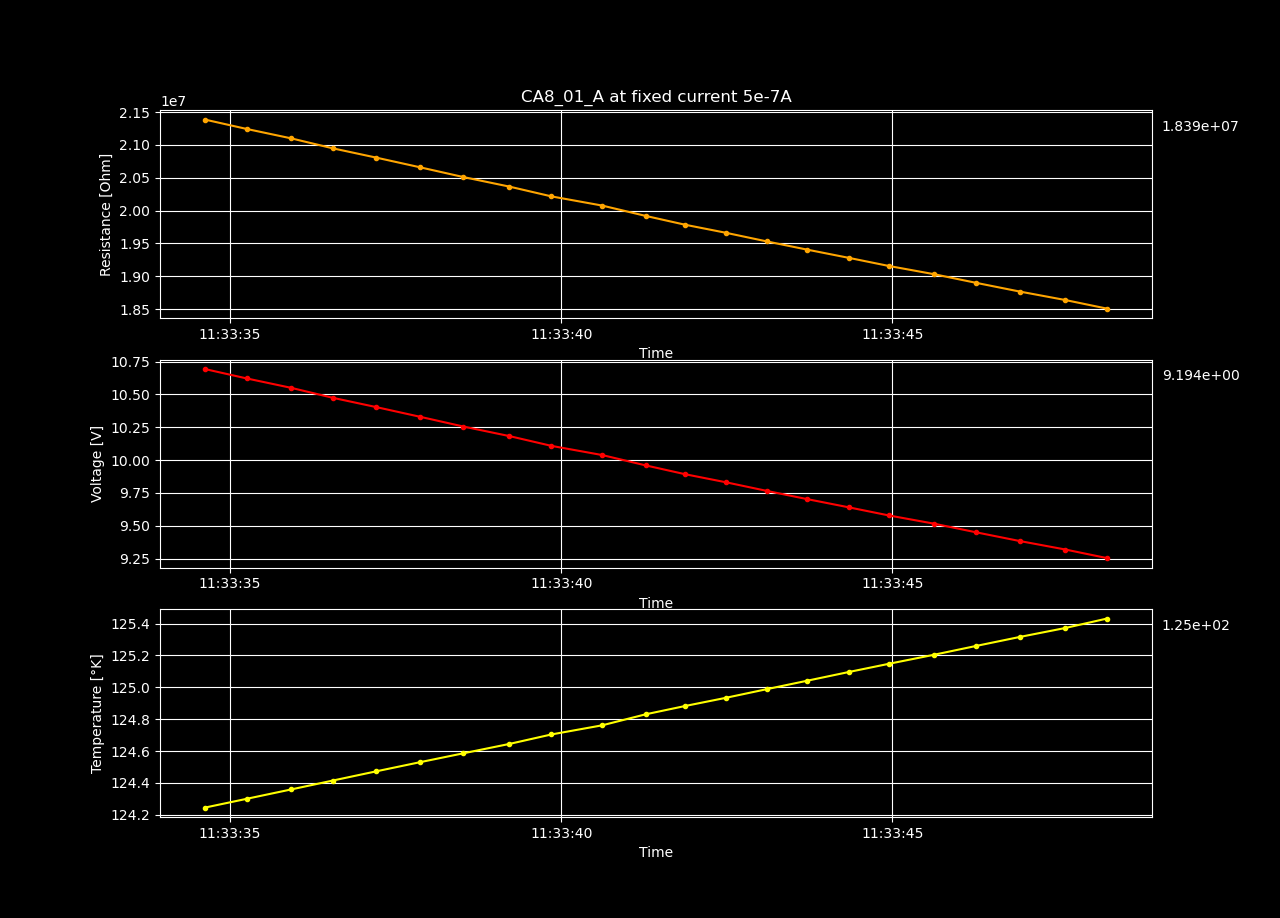 CA8_01_A at fixed current 5e-7A
1e7
2.15
2.10
2.05
2.00
1.95
1.90
1.85
Resistance [Ohm]
1.839e+07
11:33:35 11:33:40 11:33:45
Time
10.75
10.50
10.25
10.00
9.75
9.50
9.25
Voltage [V]
9.194e+00
11:33:35 11:33:40 11:33:45
Time
125.4
125.2
125.0
124.8
124.6
124.4
124.2
Temperature [°K]
1.25e+02
11:33:35 11:33:40 11:33:45
Time